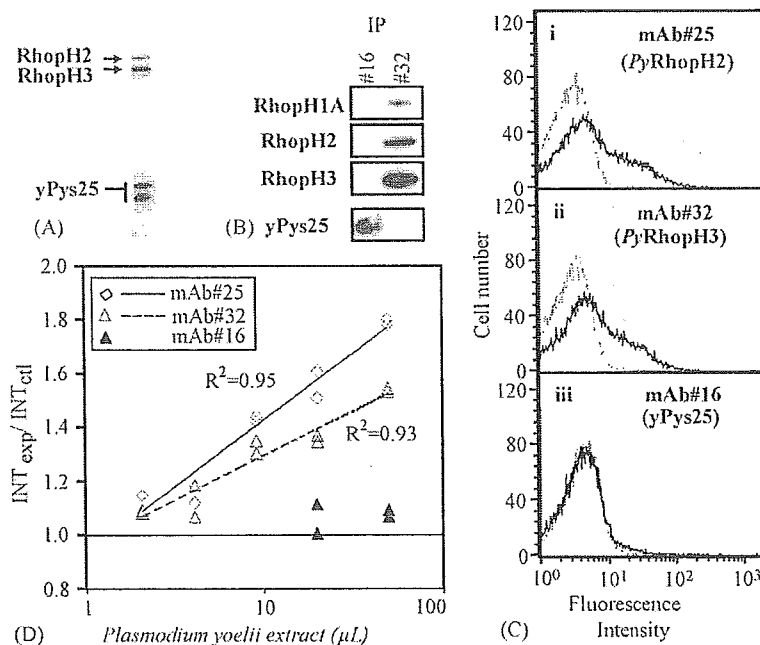 RhopH2
RhopH3
yPys25
(A)
IP
#16
#32
RhopH1A
RhopH2
RhopH3
yPys25
(B)
Cell number
i
mAb#25
(PyRhopH2)
120
80
40
0
ii
mAb#32
(PyRhopH3)
120
80
40
0
iii
mAb#16
(yPys25)
120
80
40
0
10⁰ 10¹ 10² 10³
Fluorescence
Intensity
(C)
INT exp/ INT ctl
2.0
1.8
1.6
1.4
1.2
1.0
0.8
mAb#25
mAb#32
mAb#16
R²=0.95
R²=0.93
1 10 100
Plasmodium yoelii extract (µL)
(D)